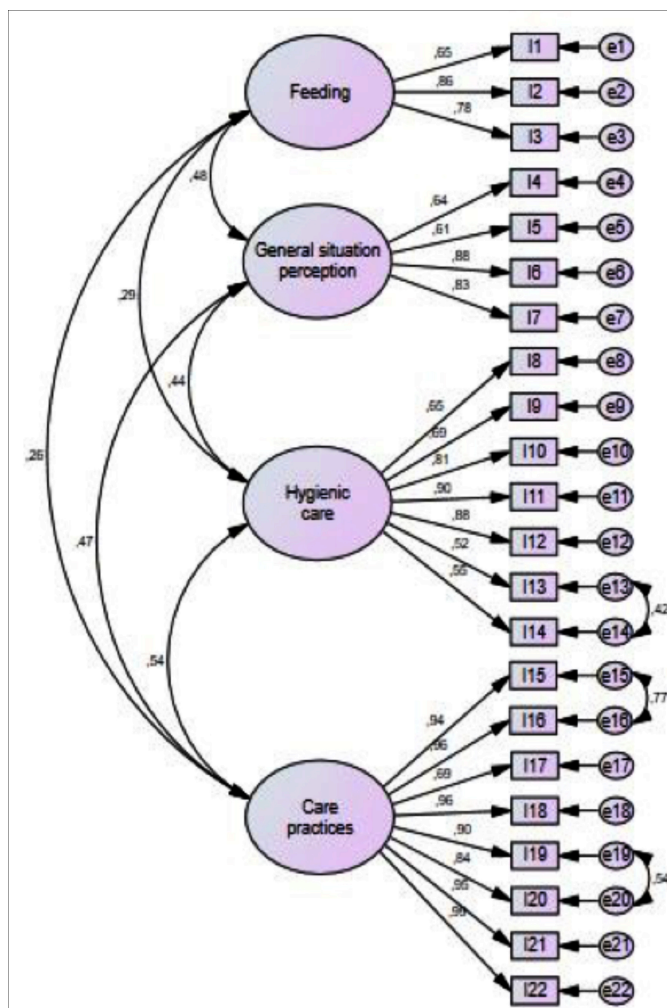 ,65
I1
e1
Feeding
,86
I2
e2
,78
I3
e3
,48
,64
I4
e4
General situation
perception
,61
I5
e5
,88
I6
e6
,83
I7
e7
,29
,44
I8
e8
,69
I9
e9
,81
I10
e10
Hygienic
care
,90
I11
e11
,88
I12
e12
,52
I13
e13
,55
I14
e14
,42
,26
,47
,54
I15
e15
,94
,96
I16
e16
,77
,69
I17
e17
Care
practices
,96
I18
e18
,90
I19
e19
,84
I20
e20
,54
,95
I21
e21
I22
e22